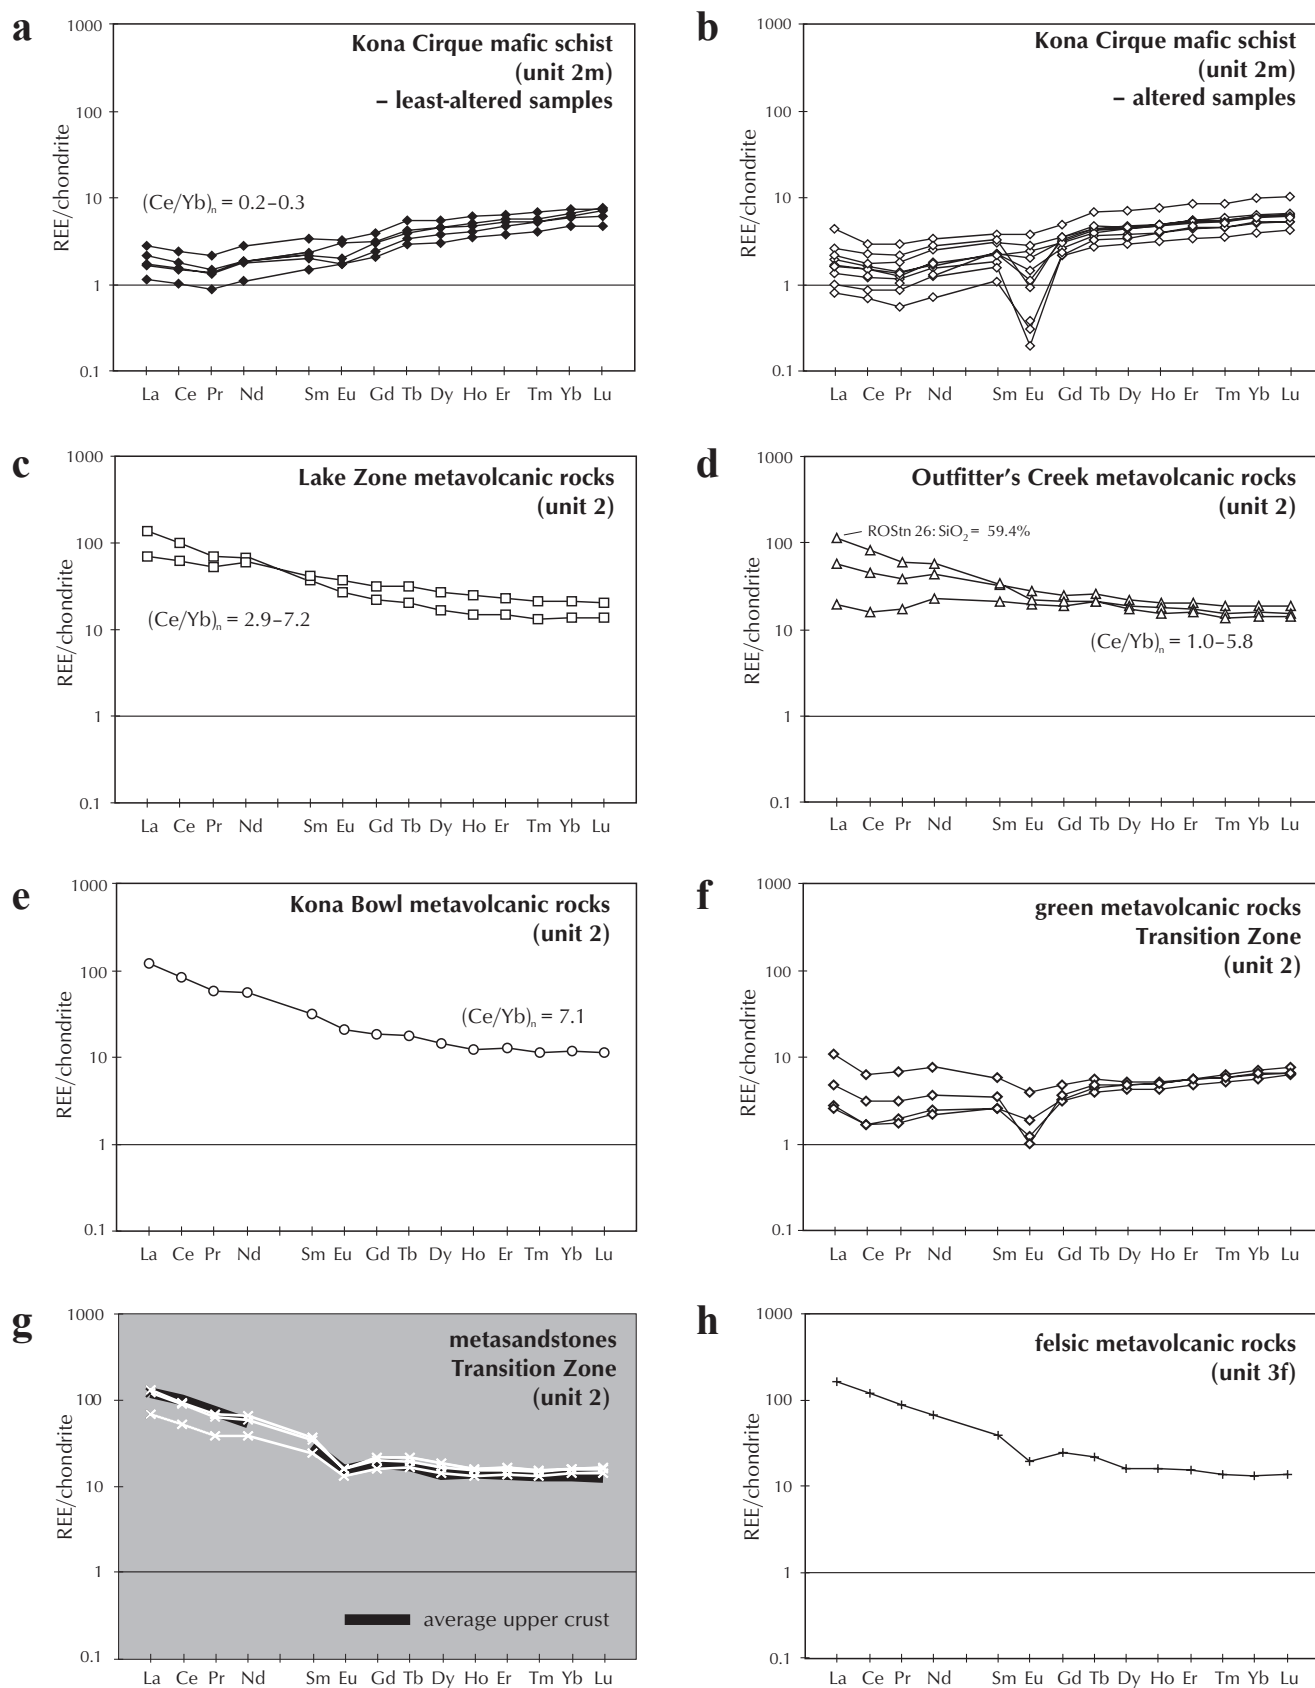 a
Kona Cirque mafic schist
(unit 2m)
– least-altered samples
(Ce/Yb)n = 0.2–0.3
REE/chondrite
1000
100
10
1
0.1
La Ce Pr Nd Sm Eu Gd Tb Dy Ho Er Tm Yb Lu
b
Kona Cirque mafic schist
(unit 2m)
– altered samples
REE/chondrite
1000
100
10
1
0.1
La Ce Pr Nd Sm Eu Gd Tb Dy Ho Er Tm Yb Lu
c
Lake Zone metavolcanic rocks
(unit 2)
(Ce/Yb)n = 2.9–7.2
REE/chondrite
1000
100
10
1
0.1
La Ce Pr Nd Sm Eu Gd Tb Dy Ho Er Tm Yb Lu
d
Outfitter's Creek metavolcanic rocks
(unit 2)
ROStn 26: SiO2 = 59.4%
(Ce/Yb)n = 1.0–5.8
REE/chondrite
1000
100
10
1
0.1
La Ce Pr Nd Sm Eu Gd Tb Dy Ho Er Tm Yb Lu
e
Kona Bowl metavolcanic rocks
(unit 2)
(Ce/Yb)n = 7.1
REE/chondrite
1000
100
10
1
0.1
La Ce Pr Nd Sm Eu Gd Tb Dy Ho Er Tm Yb Lu
f
green metavolcanic rocks
Transition Zone
(unit 2)
REE/chondrite
1000
100
10
1
0.1
La Ce Pr Nd Sm Eu Gd Tb Dy Ho Er Tm Yb Lu
g
metasandstones
Transition Zone
(unit 2)
average upper crust
REE/chondrite
1000
100
10
1
0.1
La Ce Pr Nd Sm Eu Gd Tb Dy Ho Er Tm Yb Lu
h
felsic metavolcanic rocks
(unit 3f)
REE/chondrite
1000
100
10
1
0.1
La Ce Pr Nd Sm Eu Gd Tb Dy Ho Er Tm Yb Lu